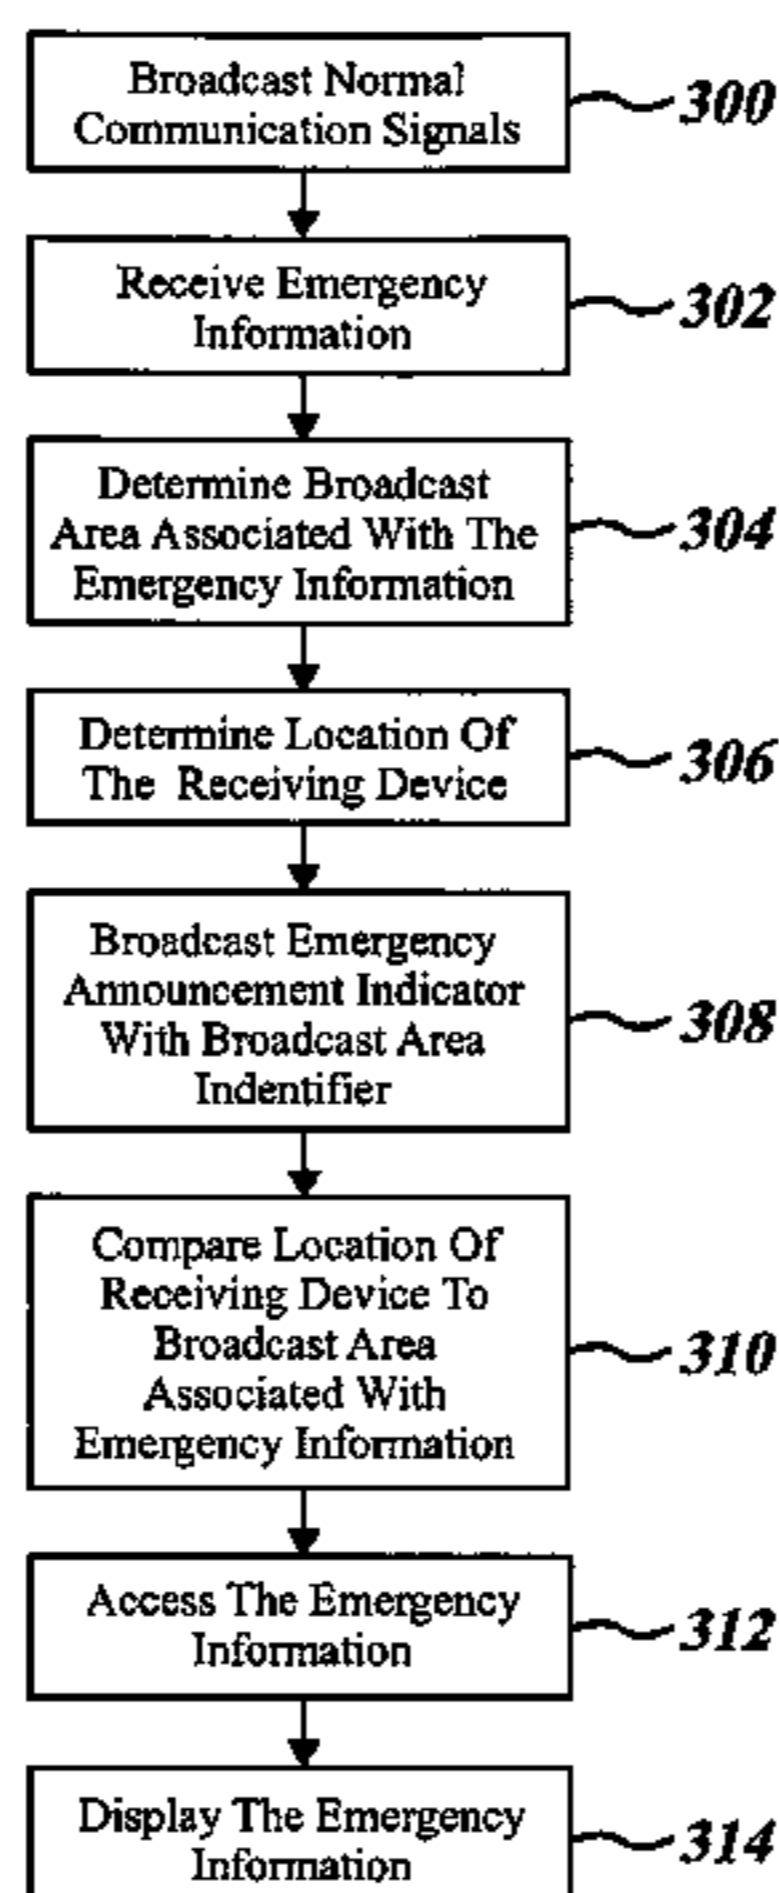 Broadcast Normal
Communication Signals
300
Receive Emergency
Information
302
Determine Broadcast
Area Associated With The
Emergency Information
304
Determine Location Of
The Receiving Device
306
Broadcast Emergency
Announcement Indicator
With Broadcast Area
Indentifier
308
Compare Location Of
Receiving Device To
Broadcast Area
Associated With
Emergency Information
310
Access The Emergency
Information
312
Display The Emergency
Information
314